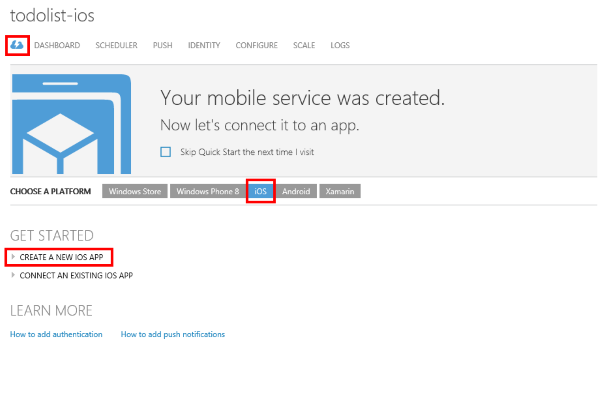 todolist-ios
DASHBOARD SCHEDULER PUSH IDENTITY CONFIGURE SCALE LOGS
Your mobile service was created.
Now let's connect it to an app.
Skip Quick Start the next time I visit
CHOOSE A PLATFORM Windows Store Windows Phone 8 iOS Android Xamarin
GET STARTED
CREATE A NEW IOS APP
CONNECT AN EXISTING IOS APP
LEARN MORE
How to add authentication How to add push notifications